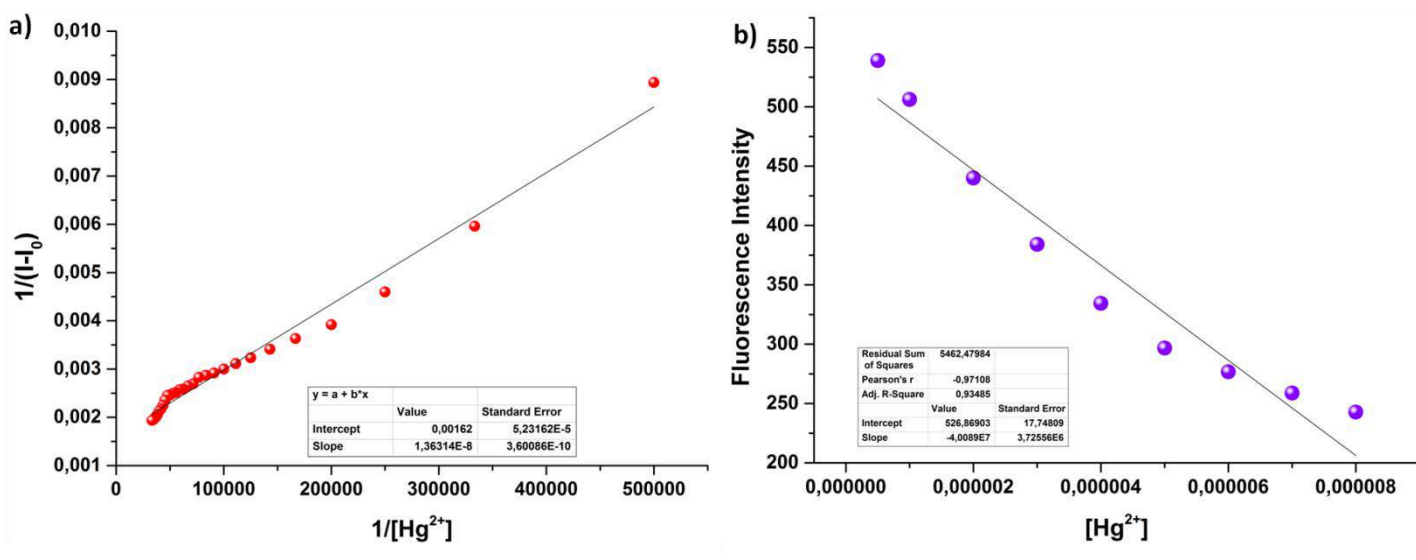 a)
0,010
0,009
0,008
0,007
0,006
0,005
0,004
0,003
0,002
0,001
1/(I-I₀)
0 100000 200000 300000 400000 500000
1/[Hg²⁺]
y = a + b*x
Value Standard Error
Intercept 0,00162 5,23162E-5
Slope 1,36314E-8 3,60086E-10
b)
550
500
450
400
350
300
250
200
Fluorescence Intensity
0,000000 0,000002 0,000004 0,000006 0,000008
[Hg²⁺]
Residual Sum
of Squares 5462,47984
Pearson's r -0,97108
Adj. R-Square 0,93485
Value Standard Error
Intercept 526,86903 17,74809
Slope -4,0089E7 3,72556E6